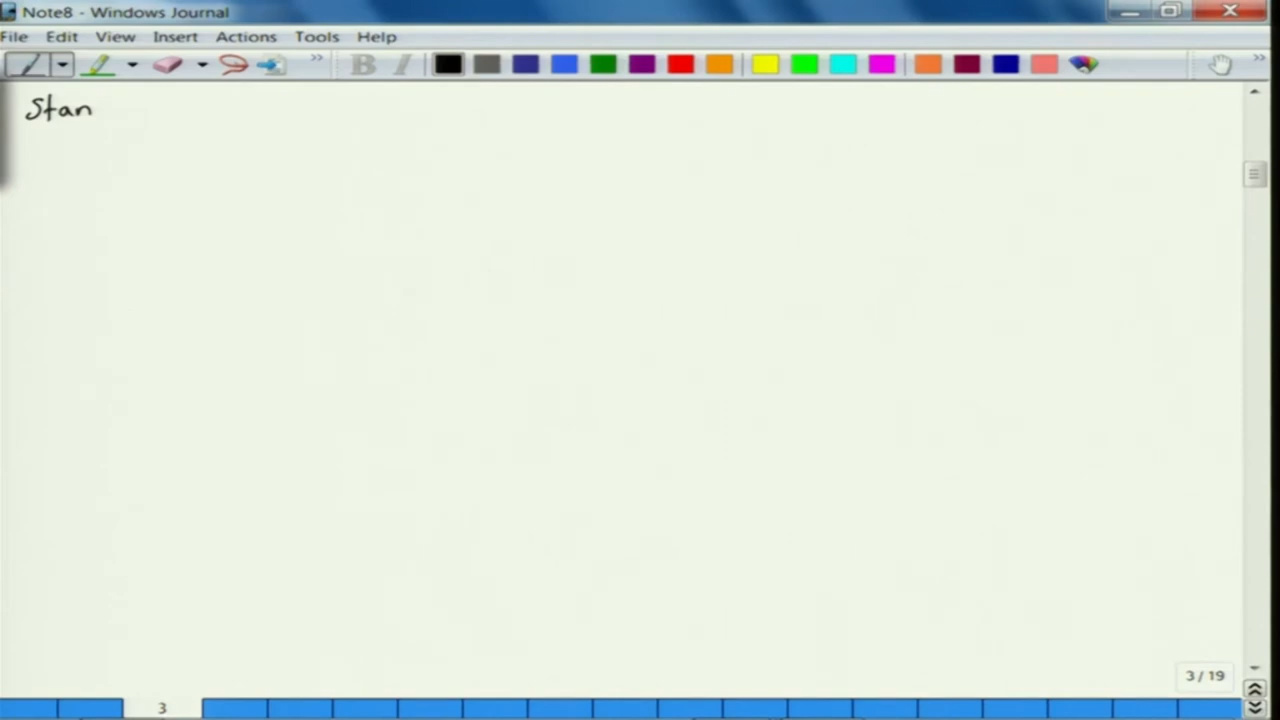 Note8 - Windows Journal
File Edit View Insert Actions Tools Help
B I
Stan
3 / 19
3